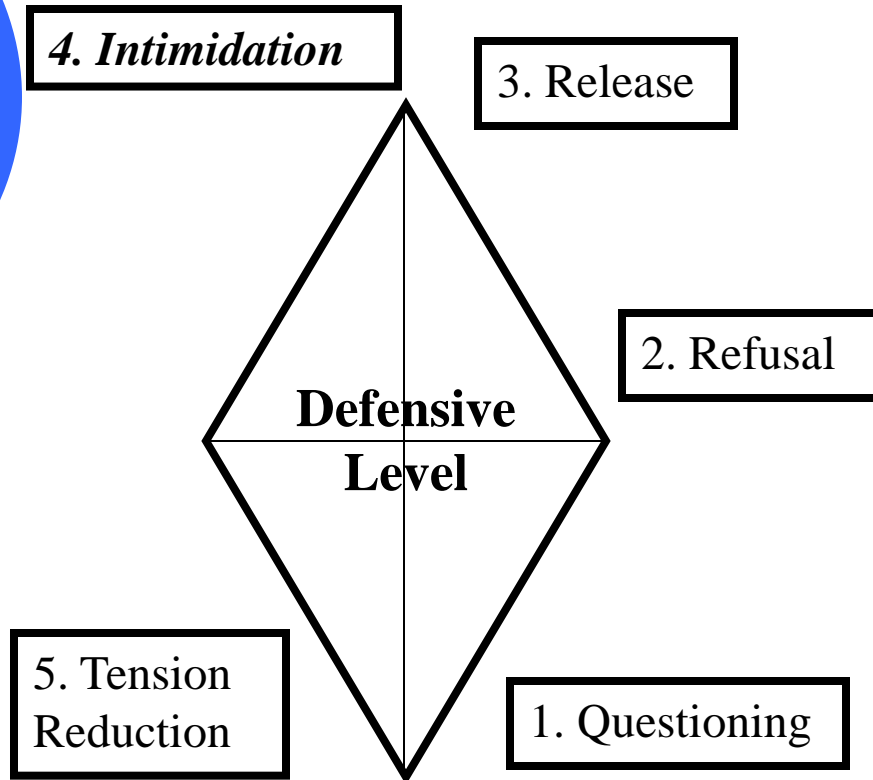 4. Intimidation
3. Release
2. Refusal
Defensive
Level
5. Tension
Reduction
1. Questioning